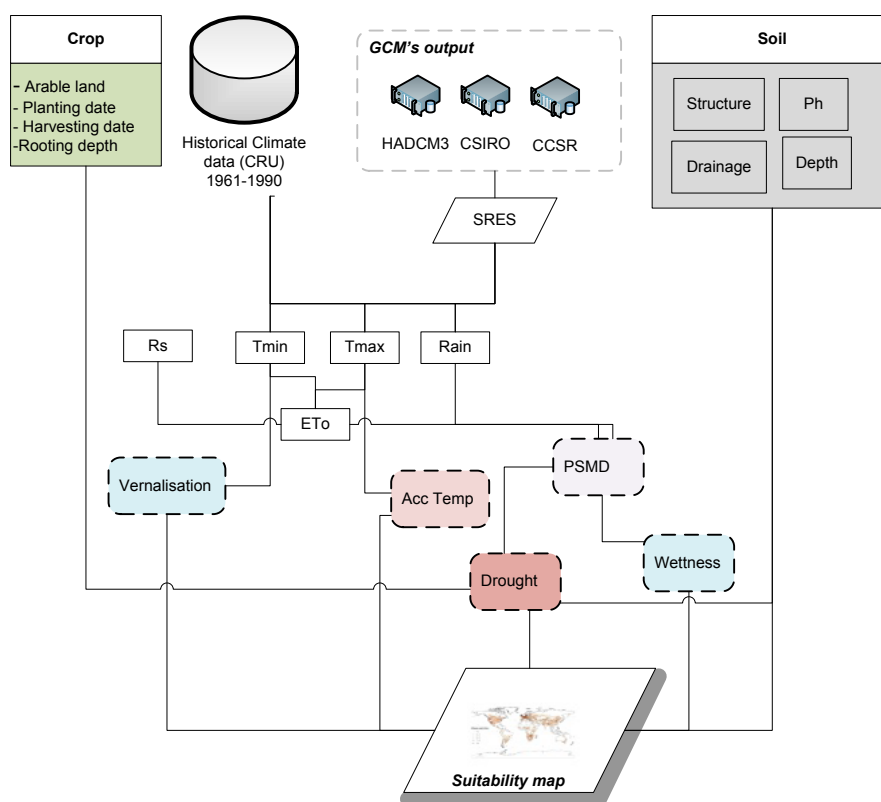 Crop
- Arable land
- Planting date
- Harvesting date
-Rooting depth
Historical Climate
data (CRU)
1961-1990
GCM's output
HADCM3
CSIRO
CCSR
SRES
Soil
Structure
Ph
Drainage
Depth
Rs
Tmin
Tmax
Rain
ETo
Vernalisation
Acc Temp
PSMD
Drought
Wettness
Suitability map